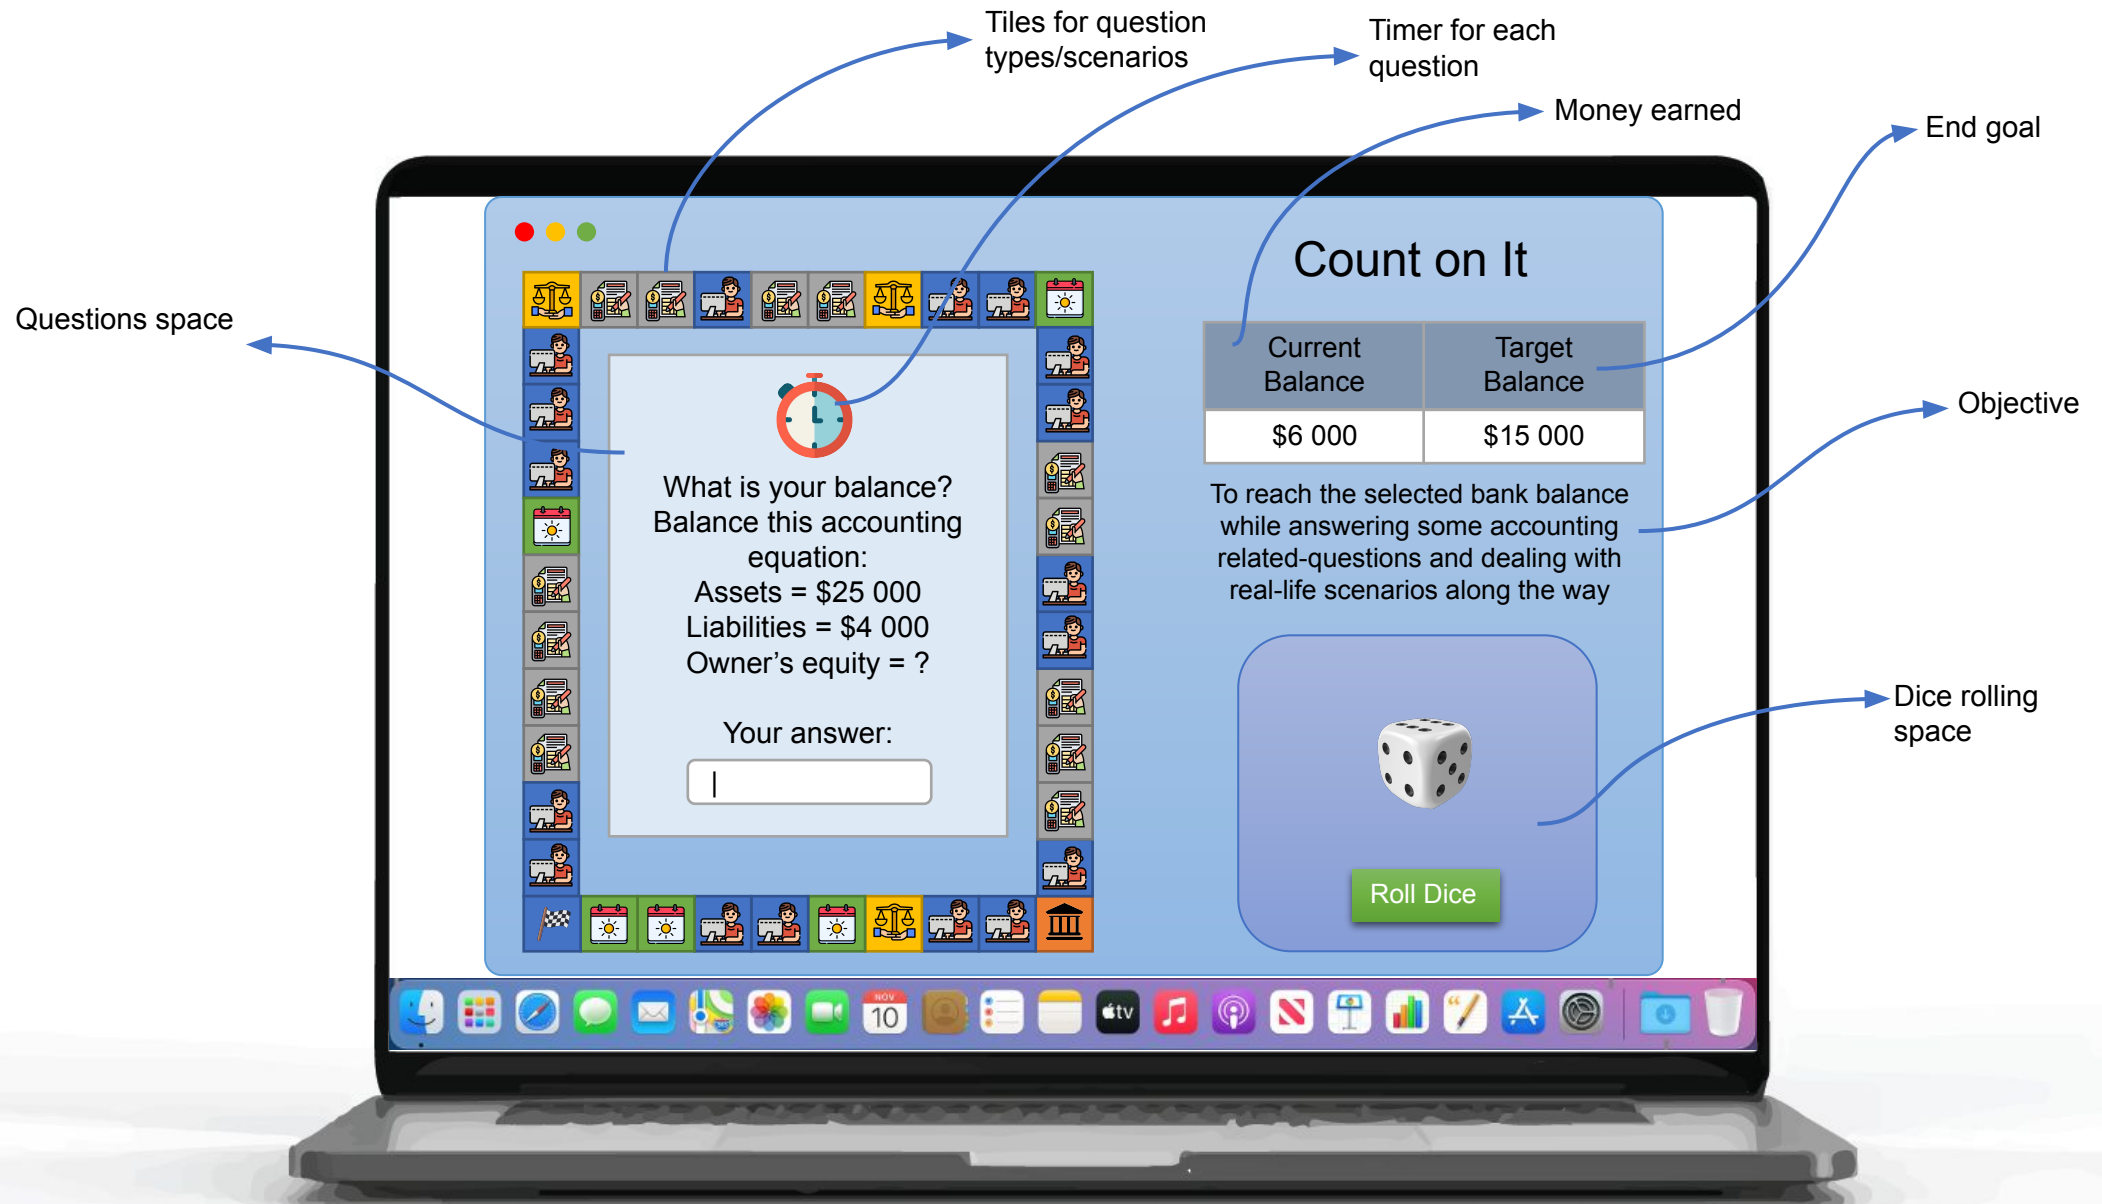 Tiles for question
types/scenarios
Timer for each
question
Money earned
End goal
Questions space
Count on It
Current
Balance
Target
Balance
$6 000
$15 000
Objective
To reach the selected bank balance
while answering some accounting
related-questions and dealing with
real-life scenarios along the way
What is your balance?
Balance this accounting
equation:
Assets = $25 000
Liabilities = $4 000
Owner's equity = ?
Your answer:
Dice rolling
space
Roll Dice
NOV
10
tv